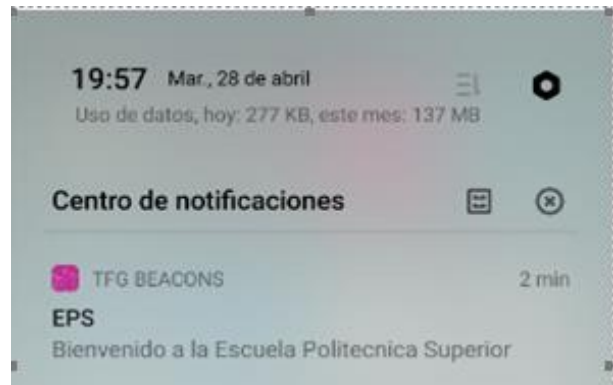 19:57 Mar., 28 de abril
Uso de datos, hoy: 277 KB, este mes: 137 MB
Centro de notificaciones
TFG BEACONS 2 min
EPS
Bienvenido a la Escuela Politecnica Superior